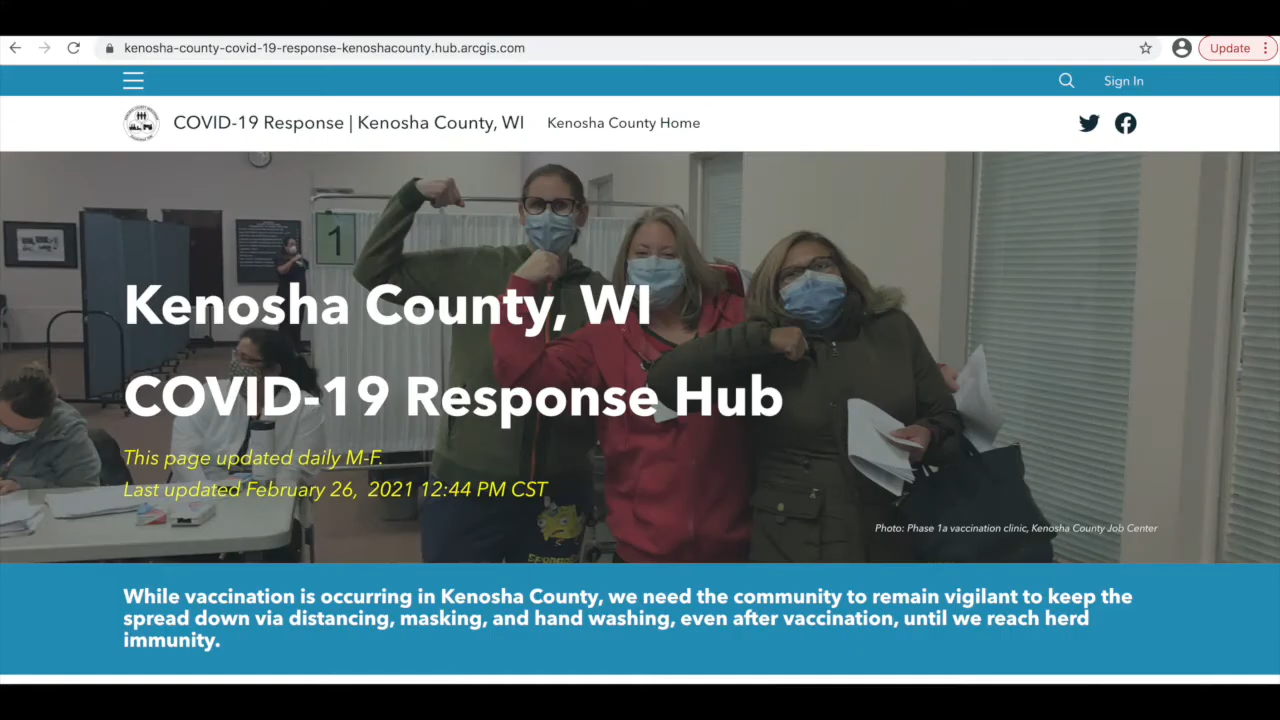 kenosha-county-covid-19-response-kenoshacounty.hub.arcgis.com
Update
Sign In
COVID-19 Response | Kenosha County, WI
Kenosha County Home
1
Kenosha County, WI
COVID-19 Response Hub
This page updated daily M-F.
Last updated February 26, 2021 12:44 PM CST
Photo: Phase 1a vaccination clinic, Kenosha County Job Center
While vaccination is occurring in Kenosha County, we need the community to remain vigilant to keep the
spread down via distancing, masking, and hand washing, even after vaccination, until we reach herd
immunity.